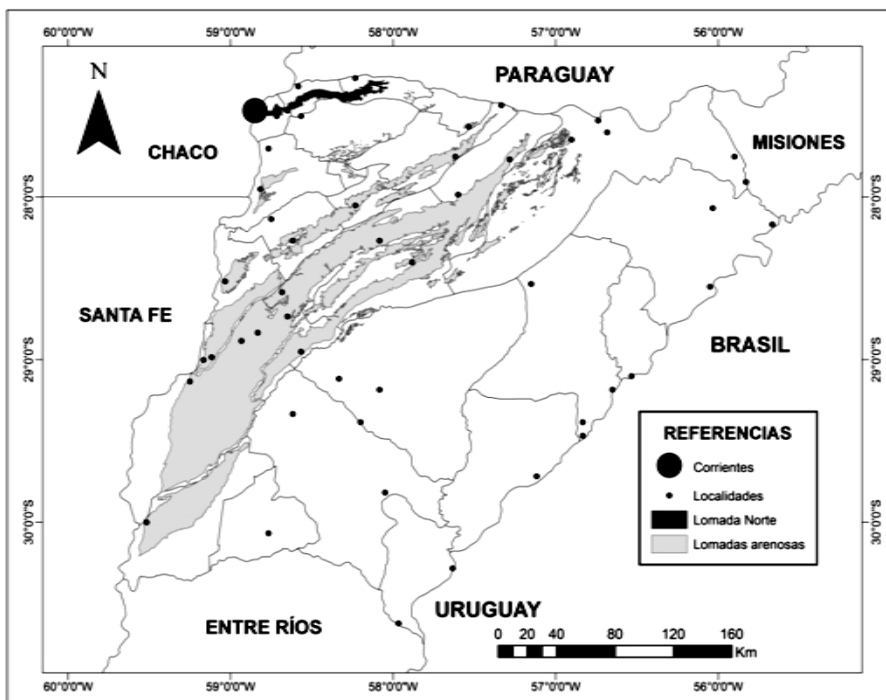 60°0'0"W 59°0'0"W 58°0'0"W 57°0'0"W 56°0'0"W
N
PARAGUAY
CHACO
MISIONES
28°0'0"S 28°0'0"S
SANTA FE
BRASIL
29°0'0"S 29°0'0"S
REFERENCIAS
Corrientes
Localidades
Lomada Norte
Lomadas arenosas
30°0'0"S 30°0'0"S
URUGUAY
ENTRE RÍOS
0 20 40 80 120 160
Km
60°0'0"W 59°0'0"W 58°0'0"W 57°0'0"W 56°0'0"W